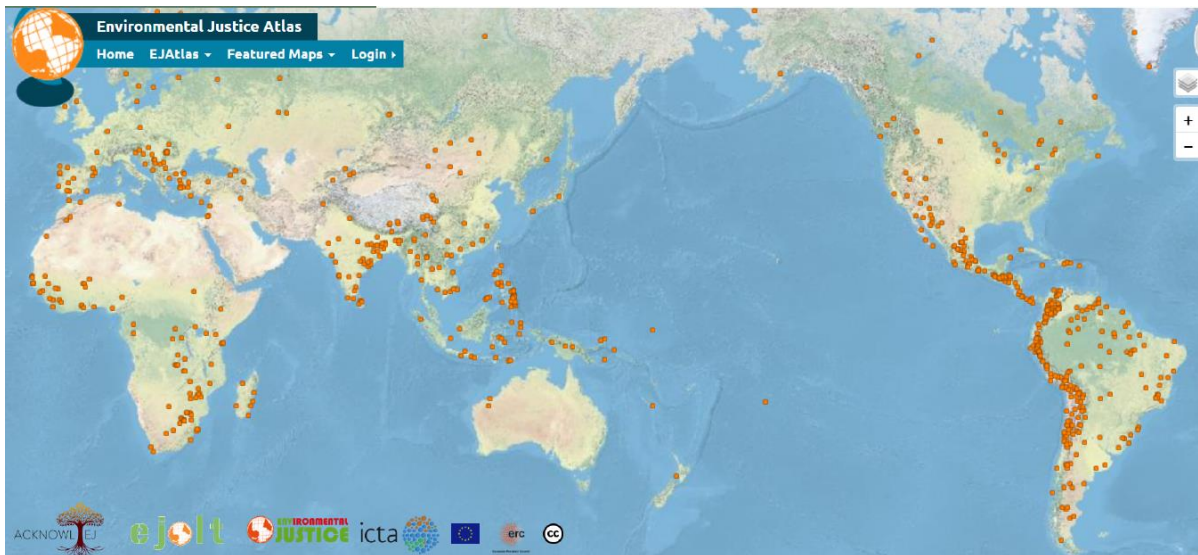 Environmental Justice Atlas
Home EJAtlas Featured Maps Login
+
−
ACKNOWL EJ
ejolt
ENVIRONMENTAL
JUSTICE
icta
erc
cc